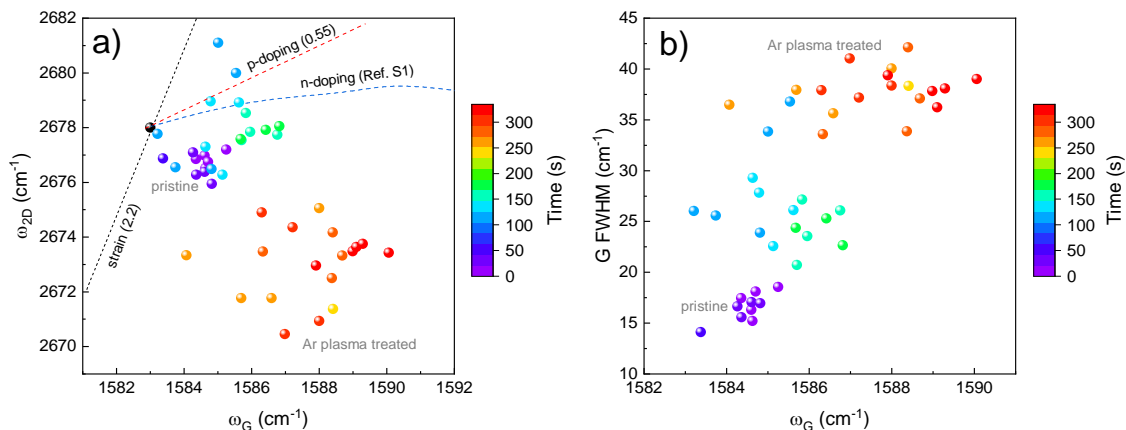 a)
2682
2680
2678
2676
2674
2672
2670
ω2D (cm-1)
1582 1584 1586 1588 1590 1592
ωG (cm-1)
p-doping (0.55)
n-doping (Ref. S1)
strain (2.2)
pristine
Ar plasma treated
300
250
200
150
100
50
0
Time (s)
b)
45
40
35
30
25
20
15
10
G FWHM (cm-1)
1582 1584 1586 1588 1590
ωG (cm-1)
Ar plasma treated
pristine
300
250
200
150
100
50
0
Time (s)